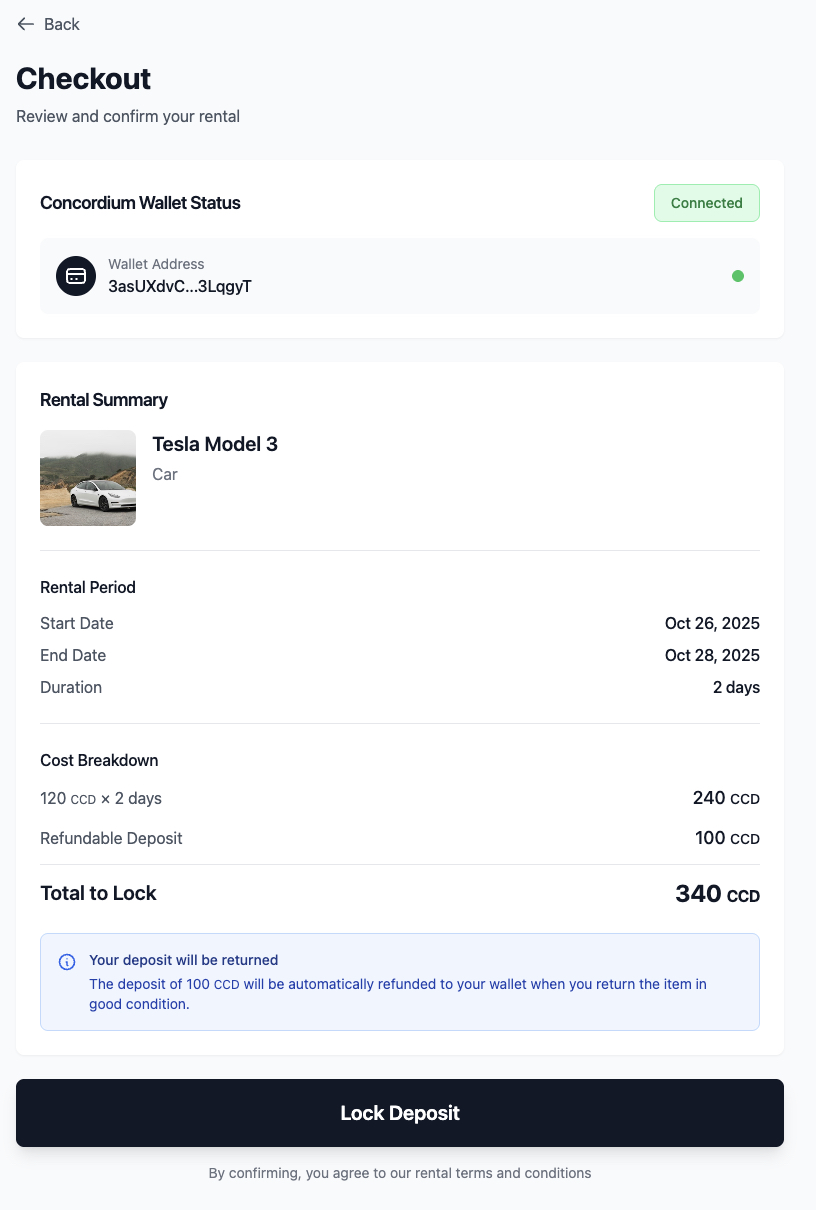 Back
Checkout
Review and confirm your rental
Concordium Wallet Status
Connected
Wallet Address
3asUXdvC...3LqgyT
Rental Summary
Tesla Model 3
Car
Rental Period
Start Date Oct 26, 2025
End Date Oct 28, 2025
Duration 2 days
Cost Breakdown
120 CCD × 2 days 240 CCD
Refundable Deposit 100 CCD
Total to Lock 340 CCD
Your deposit will be returned
The deposit of 100 CCD will be automatically refunded to your wallet when you return the item in
good condition.
Lock Deposit
By confirming, you agree to our rental terms and conditions